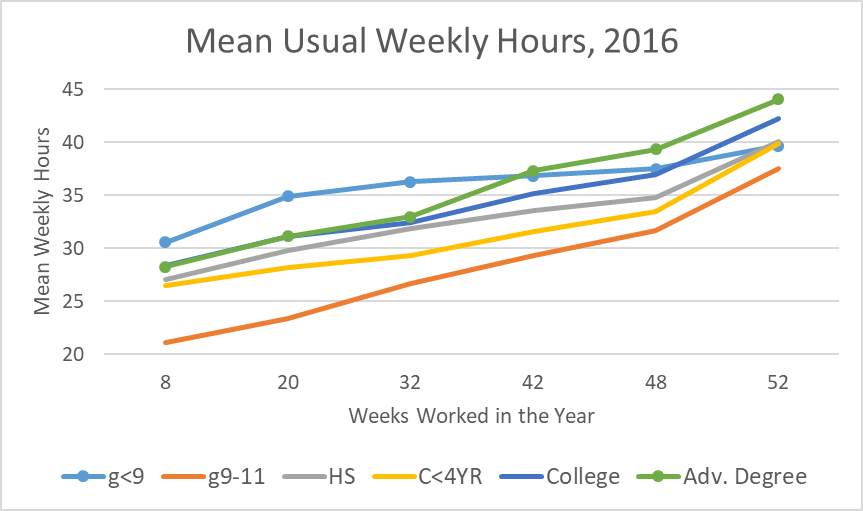 Mean Usual Weekly Hours, 2016
Mean Weekly Hours
45
40
35
30
25
20
8 20 32 42 48 52
Weeks Worked in the Year
g<9 g9-11 HS C<4YR College Adv. Degree